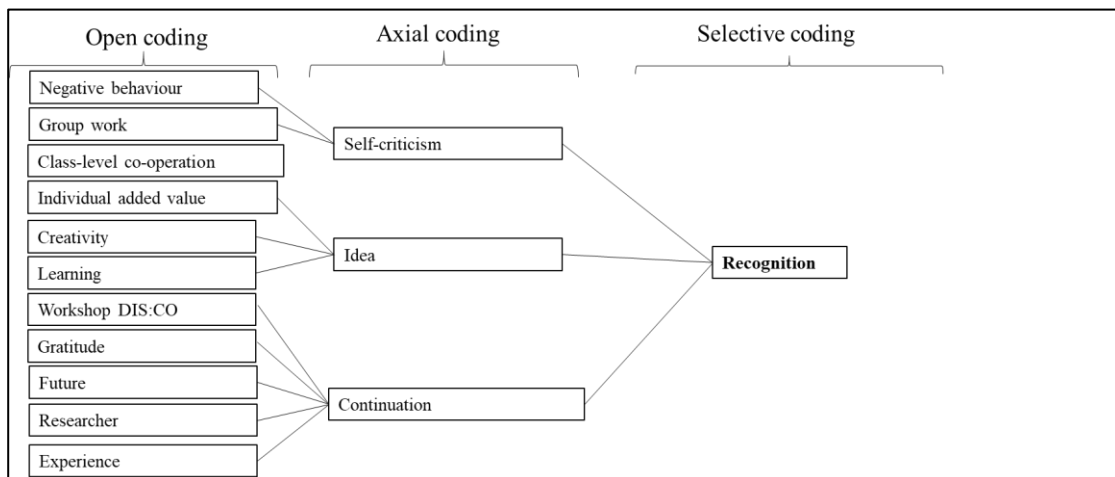 Open coding
Axial coding
Selective coding
Negative behaviour
Group work
Class-level co-operation
Individual added value
Creativity
Learning
Workshop DIS:CO
Gratitude
Future
Researcher
Experience
Self-criticism
Idea
Continuation
Recognition